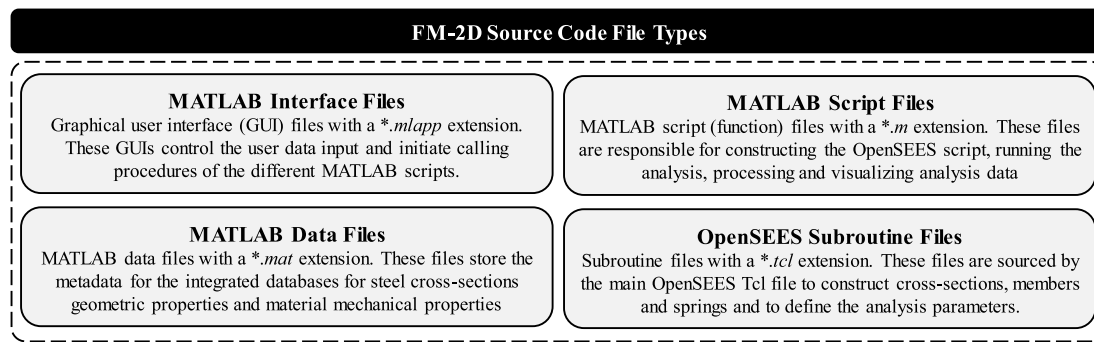 FM-2D Source Code File Types
MATLAB Interface Files
Graphical user interface (GUI) files with a *.mlapp extension.
These GUIs control the user data input and initiate calling
procedures of the different MATLAB scripts.
MATLAB Script Files
MATLAB script (function) files with a *.m extension. These files
are responsible for constructing the OpenSEES script, running the
analysis, processing and visualizing analysis data
MATLAB Data Files
MATLAB data files with a *.mat extension. These files store the
metadata for the integrated databases for steel cross-sections
geometric properties and material mechanical properties
OpenSEES Subroutine Files
Subroutine files with a *.tcl extension. These files are sourced by
the main OpenSEES Tcl file to construct cross-sections, members
and springs and to define the analysis parameters.